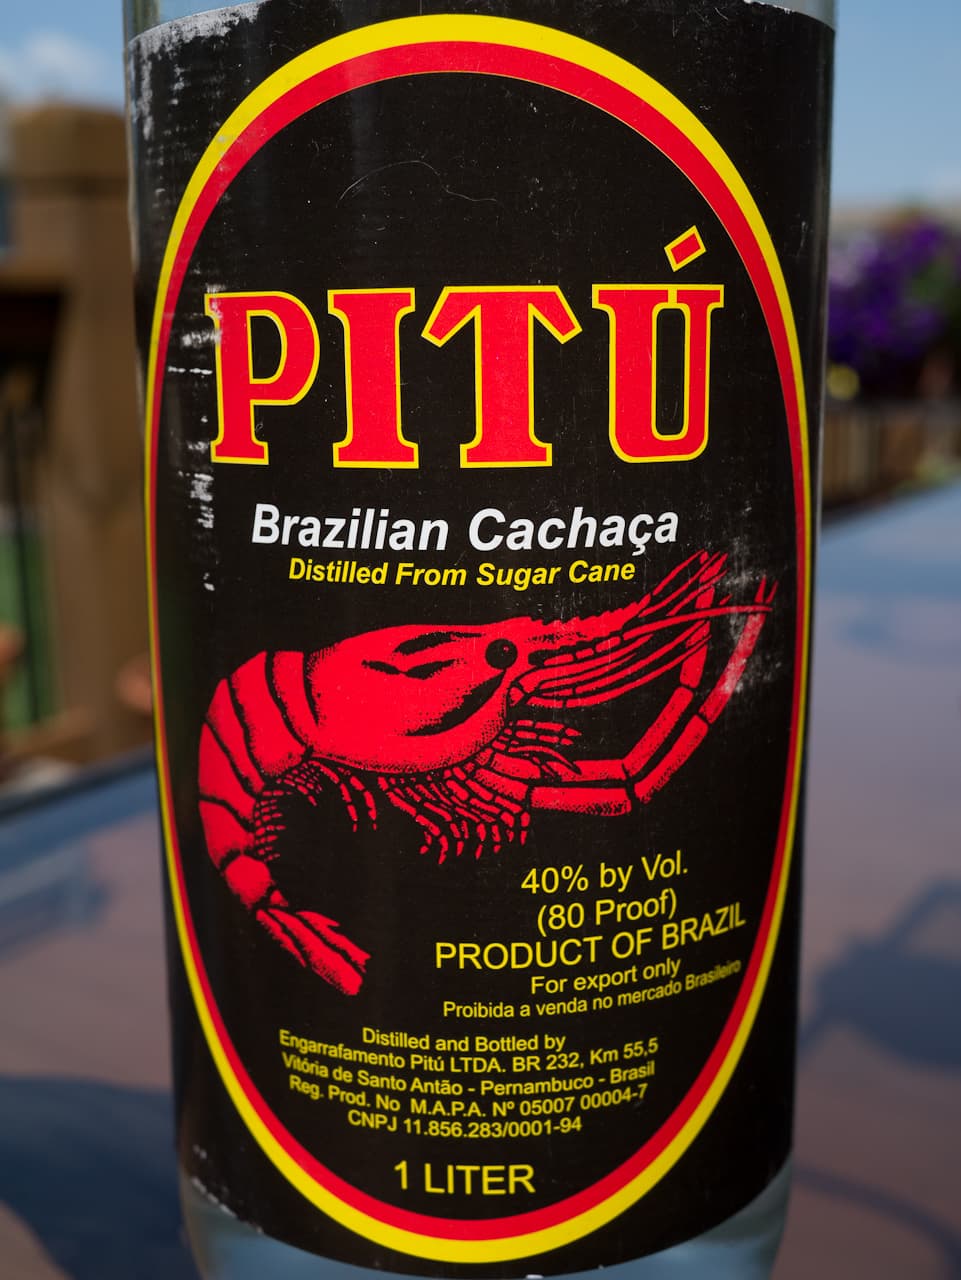 PITÚ
Brazilian Cachaça
Distilled From Sugar Cane
40% by Vol.
(80 Proof)
PRODUCT OF BRAZIL
For export only
Proibida a venda no mercado Brasileiro
Distilled and Bottled by
Engarrafamento Pitú LTDA. BR 232, Km 55,5
Vitória de Santo Antão - Pernambuco - Brasil
Reg. Prod. No M.A.P.A. Nº 05007 00004-7
CNPJ 11.856.283/0001-94
1 LITER